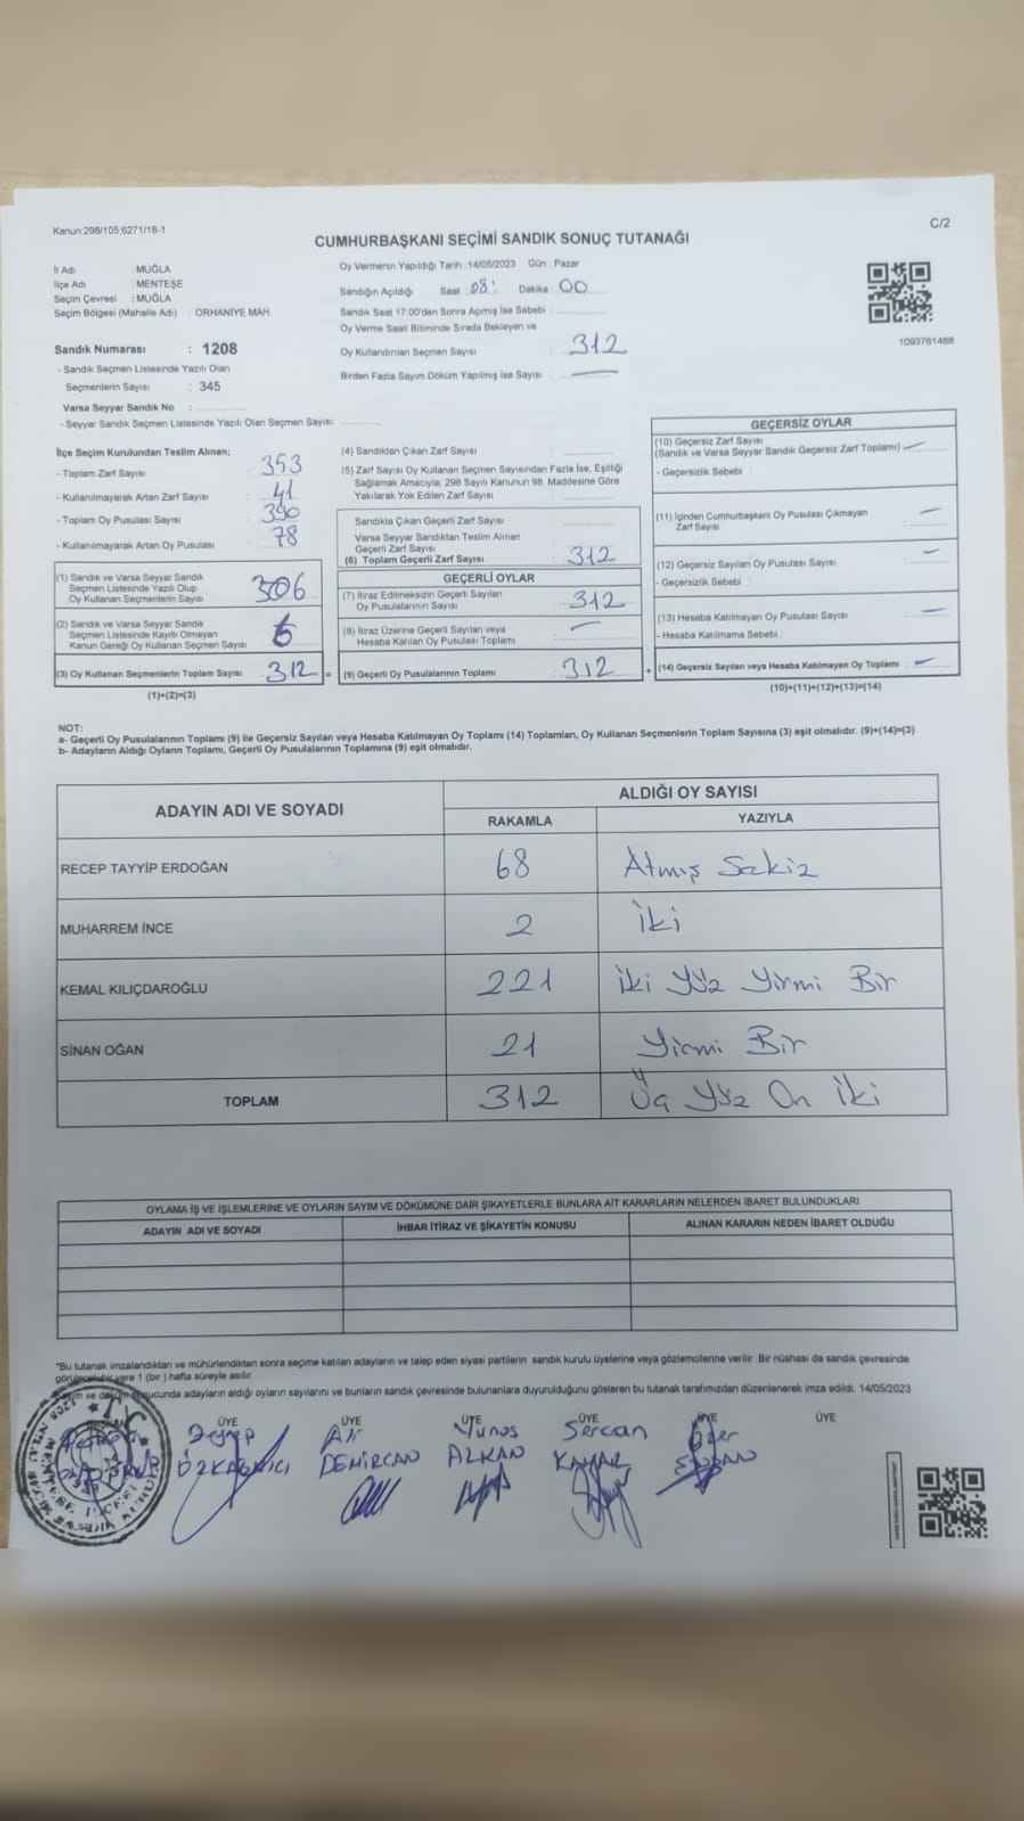 Kanun:298/105;6271/18-1
C/2
CUMHURBAŞKANI SEÇİMİ SANDIK SONUÇ TUTANAĞI
İl Adı : MUĞLA
İlçe Adı : MENTEŞE
Seçim Çevresi : MUĞLA
Seçim Bölgesi (Mahalle Adı) ORHANİYE MAH.
Sandık Numarası : 1208
- Sandık Seçmen Listesinde Yazılı Olan
Seçmenlerin Sayısı : 345
Varsa Seyyar Sandık No :
- Seyyar Sandık Seçmen Listesinde Yazılı Olan Seçmen Sayısı
Oy Vermenin Yapıldığı Tarih :14/05/2023 Gün : Pazar
Sandığın Açıldığı Saat : 08: Dakika 00
Sandık Saat 17:00'dan Sonra Açmış İse Sebebi
Oy Verme Saati Bitiminde Sırada Bekleyen ve
Oy Kullandırılan Seçmen Sayısı 312
Birden Fazla Sayım Döküm Yapılmış İse Sayısı —
1093761488
İlçe Seçim Kurulundan Teslim Alınan;
- Toplam Zarf Sayısı 353
- Kullanılmayarak Artan Zarf Sayısı 41
- Toplam Oy Pusulası Sayısı 390
- Kullanılmayarak Artan Oy Pusulası 78
(1) Sandık ve Varsa Seyyar Sandık
Seçmen Listesinde Yazılı Olup
Oy Kullanan Seçmenlerin Sayısı 306
(2) Sandık ve Varsa Seyyar Sandık
Seçmen Listesinde Kayıtlı Olmayan
Kanun Gereği Oy Kullanan Seçmen Sayısı 6
(3) Oy Kullanan Seçmenlerin Toplam Sayısı 312 =
(1)+(2)=(3)
(4) Sandıktan Çıkan Zarf Sayısı
(5) Zarf Sayısı Oy Kullanan Seçmen Sayısından Fazla İse, Eşitliği
Sağlamak Amacıyla, 298 Sayılı Kanunun 98. Maddesine Göre
Yakılarak Yok Edilen Zarf Sayısı
Sandıkta Çıkan Geçerli Zarf Sayısı
Varsa Seyyar Sandıktan Teslim Alınan
Geçerli Zarf Sayısı
(6) Toplam Geçerli Zarf Sayısı 312
GEÇERLİ OYLAR
(7) İtiraz Edilmeksizin Geçerli Sayılan
Oy Pusulalarının Sayısı 312
(8) İtiraz Üzerine Geçerli Sayılan veya
Hesaba Katılan Oy Pusulası Toplamı —
(9) Geçerli Oy Pusulalarının Toplamı 312 +
GEÇERSİZ OYLAR
(10) Geçersiz Zarf Sayısı
(Sandık ve Varsa Seyyar Sandık Geçersiz Zarf Toplamı) —
- Geçersizlik Sebebi
(11) İçinden Cumhurbaşkanı Oy Pusulası Çıkmayan
Zarf Sayısı —
(12) Geçersiz Sayılan Oy Pusulası Sayısı —
- Geçersizlik Sebebi
(13) Hesaba Katılmayan Oy Pusulası Sayısı —
- Hesaba Katılmama Sebebi
(14) Geçersiz Sayılan veya Hesaba Katılmayan Oy Toplamı —
(10)+(11)+(12)+(13)=(14)
NOT:
a- Geçerli Oy Pusulalarının Toplamı (9) ile Geçersiz Sayılan veya Hesaba Katılmayan Oy Toplamı (14) Toplamları, Oy Kullanan Seçmenlerin Toplam Sayısına (3) eşit olmalıdır. (9)+(14)=(3)
b- Adayların Aldığı Oyların Toplamı, Geçerli Oy Pusulalarının Toplamına (9) eşit olmalıdır.
ADAYIN ADI VE SOYADI
ALDIĞI OY SAYISI
RAKAMLA YAZIYLA
RECEP TAYYİP ERDOĞAN 68 Atmış Sekiz
MUHARREM İNCE 2 İki
KEMAL KILIÇDAROĞLU 221 İki Yüz Yirmi Bir
SİNAN OĞAN 21 Yirmi Bir
TOPLAM 312 Üç Yüz On İki
OYLAMA İŞ VE İŞLEMLERİNE VE OYLARIN SAYIM VE DÖKÜMÜNE DAİR ŞİKAYETLERLE BUNLARA AİT KARARLARIN NELERDEN İBARET BULUNDUKLARI
ADAYIN ADI VE SOYADI İHBAR İTİRAZ VE ŞİKAYETİN KONUSU ALINAN KARARIN NEDEN İBARET OLDUĞU
*Bu tutanak imzalandıktan ve mühürlendikten sonra seçime katılan adayların ve talep eden siyasi partilerin sandık kurulu üyelerine veya gözlemcilerine verilir. Bir nüshası da sandık çevresinde
yere 1 (bir) hafta süreyle asılır.
adayların aldığı oyların sayılarını ve bunların sandık çevresinde bulunanlara duyurulduğunu gösteren bu tutanak tarafımızdan düzenlenerek imza edildi. 14/05/2023
ÜYE ÜYE ÜYE ÜYE ÜYE ÜYE
Zeynep Ali Yunus Sercan
DEMİRCAN ALKAN
T.C.